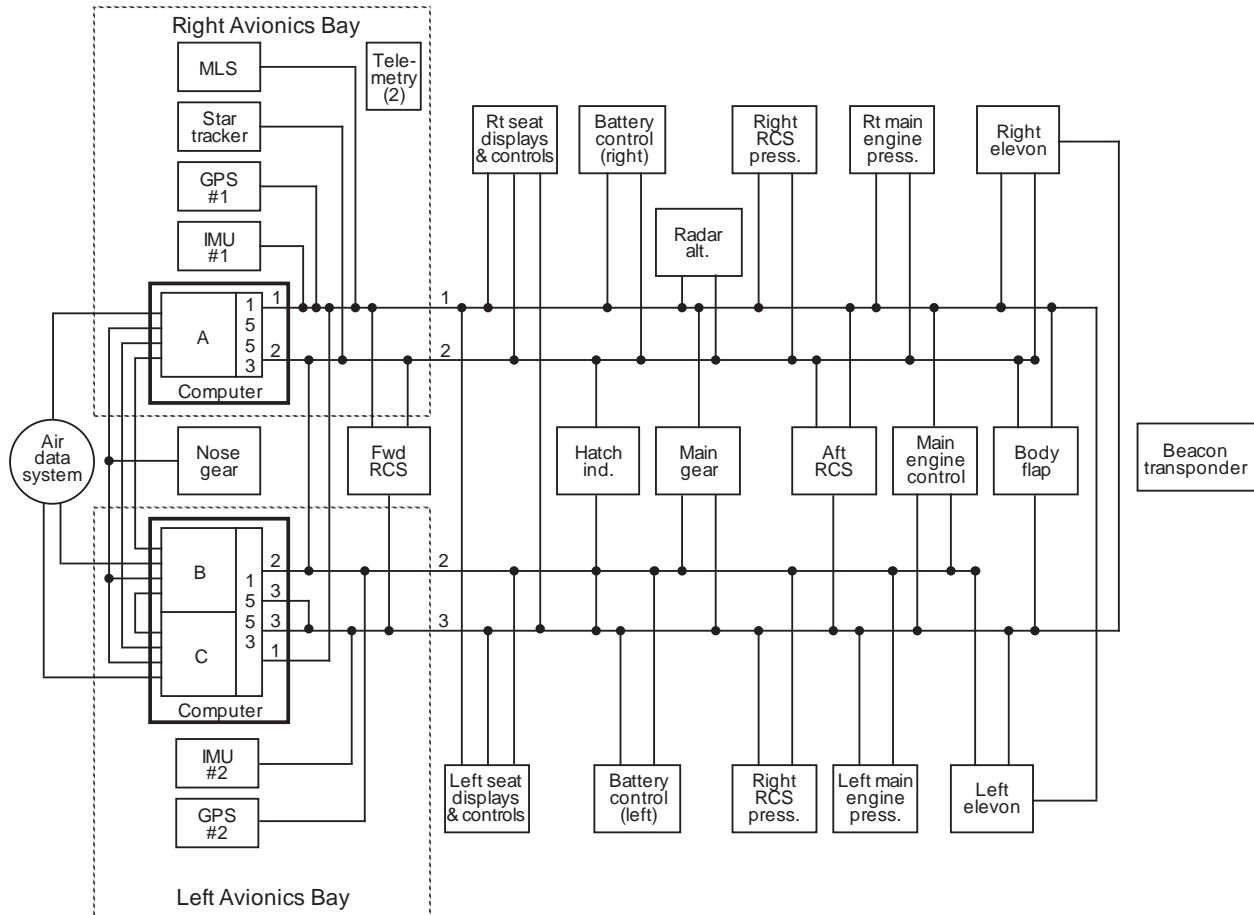 Right Avionics Bay
MLS
Tele-
metry
(2)
Star
tracker
GPS
#1
IMU
#1
Rt seat
displays
& controls
Battery
control
(right)
Right
RCS
press.
Rt main
engine
press.
Right
elevon
Radar
alt.
A
1
5
5
3
1
2
Computer
1
2
Air
data
system
Nose
gear
Fwd
RCS
Hatch
ind.
Main
gear
Aft
RCS
Main
engine
control
Body
flap
Beacon
transponder
B
C
1
5
5
3
2
3
3
1
Computer
2
3
IMU
#2
GPS
#2
Left seat
displays
& controls
Battery
control
(left)
Right
RCS
press.
Left main
engine
press.
Left
elevon
Left Avionics Bay